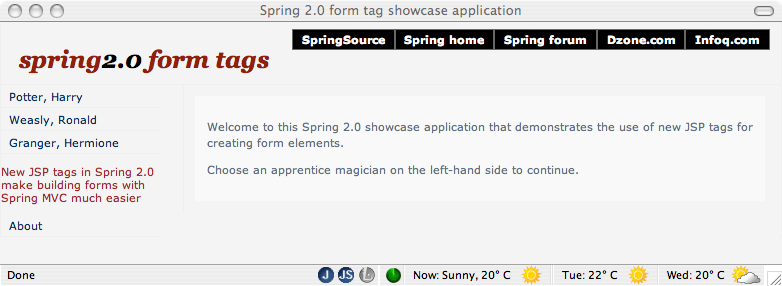 Spring 2.0 form tag showcase application
SpringSource Spring home Spring forum Dzone.com Infoq.com
spring2.0 form tags
Potter, Harry
Weasly, Ronald
Granger, Hermione
New JSP tags in Spring 2.0
make building forms with
Spring MVC much easier
About
Welcome to this Spring 2.0 showcase application that demonstrates the use of new JSP tags for
creating form elements.
Choose an apprentice magician on the left-hand side to continue.
Done J JS L Now: Sunny, 20° C Tue: 22° C Wed: 20° C